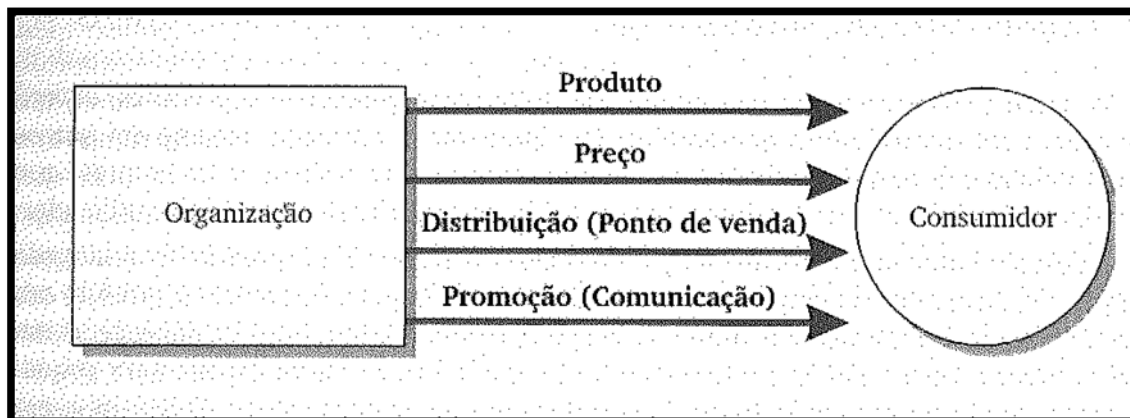 Produto
Preço
Organização
Distribuição (Ponto de venda)
Consumidor
Promoção (Comunicação)